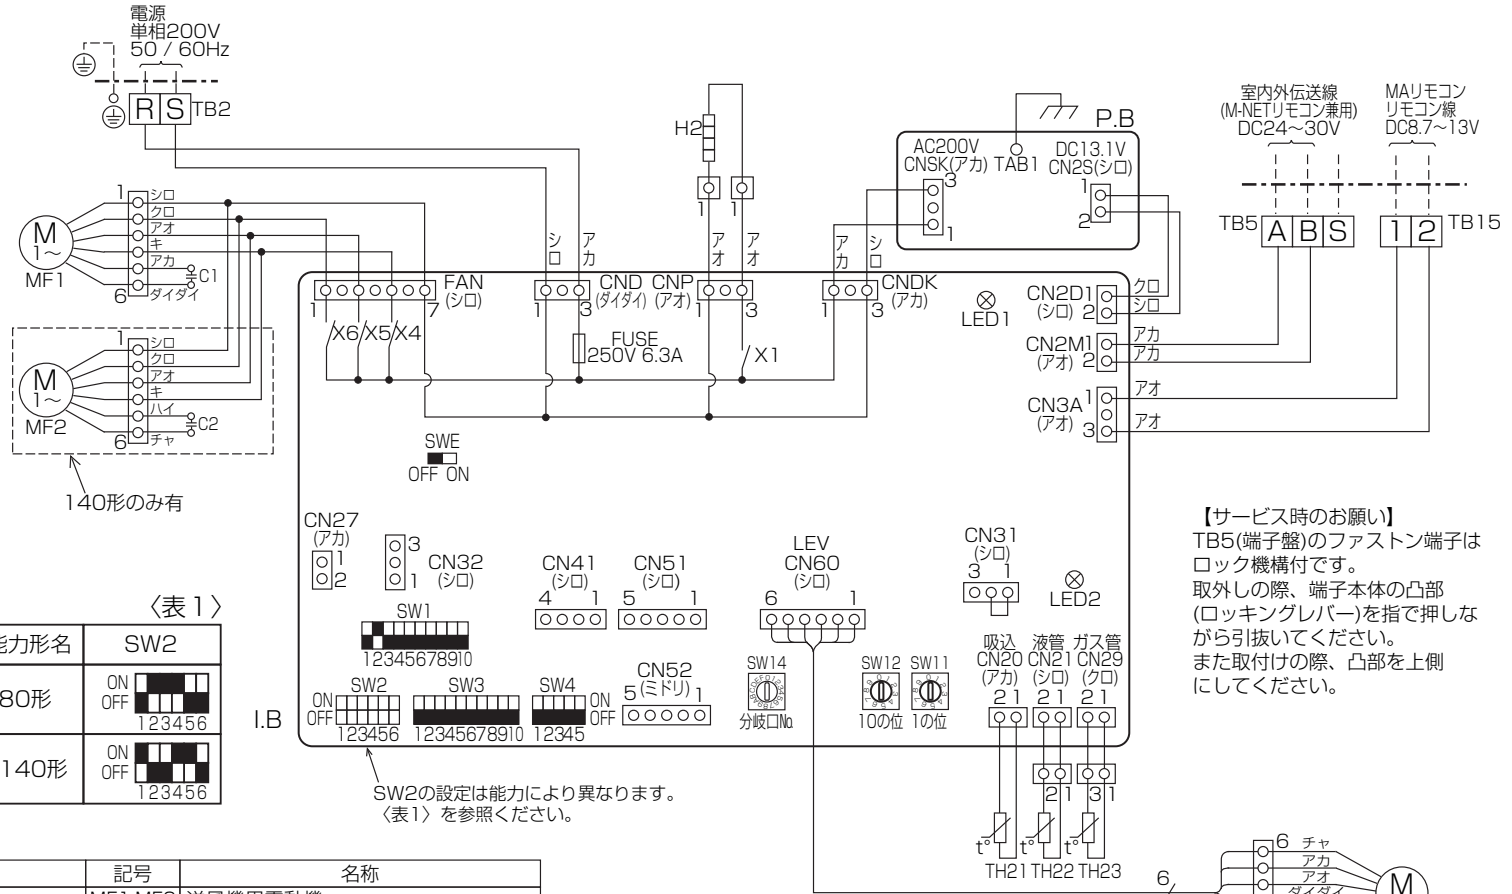 電源
単相200V
50 / 60Hz
R S TB2
1
シロ
クロ
アオ
キ
アカ
ダイダイ
6
M
1～
MF1
C1
1
シロ
クロ
アオ
キ
ハイ
チャ
6
M
1～
MF2
C2
140形のみ有
H2
1
1
シロ
アカ
アオ
アオ
アカ
シロ
P.B
AC200V
CNSK(アカ)
TAB1
DC13.1V
CN2S(シロ)
3
1
1
2
室内外伝送線
(M-NETリモコン兼用)
DC24～30V
MAリモコン
リモコン線
DC8.7～13V
TB5 A B S
1 2 TB15
FAN
(シロ)
1
7
X6 X5 X4
CND
(ダイダイ)
1
3
FUSE
250V 6.3A
CNP
(アオ)
1
3
X1
CNDK
(アカ)
1
3
LED1
CN2D1
(シロ) 2
クロ
シロ
CN2M1
(アオ) 2
アカ
アカ
CN3A 1
(アオ) 3
アオ
アオ
SWE
OFF ON
CN27
(アカ)
1
2
3
1
CN32
(シロ)
CN41
(シロ)
4 1
CN51
(シロ)
5 1
LEV
CN60
(シロ)
6 1
CN31
(シロ)
3 1
LED2
SW1
12345678910
SW2
ON
OFF
123456
SW3
12345678910
SW4
ON
OFF
12345
CN52
(ミドリ)
5 1
SW14
分岐口№
SW12
10の位
SW11
1の位
吸込
CN20
(アカ)
2 1
液管
CN21
(シロ)
2 1
ガス管
CN29
(クロ)
2 1
2 1
3 1
t°
t°
t°
TH21 TH22 TH23
I.B
SW2の設定は能力により異なります。
〈表1〉を参照ください。
【サービス時のお願い】
TB5(端子盤)のファストン端子は
ロック機構付です。
取外しの際、端子本体の凸部
(ロッキングレバー)を指で押しな
がら引抜いてください。
また取付けの際、凸部を上側
にしてください。
〈表1〉
能力形名 SW2
80形
ON
OFF
123456
140形
ON
OFF
123456
記号 名称
MF1,MF2 送風機用電動機
6
6 チャ
アカ
アオ
ダイダイ
M